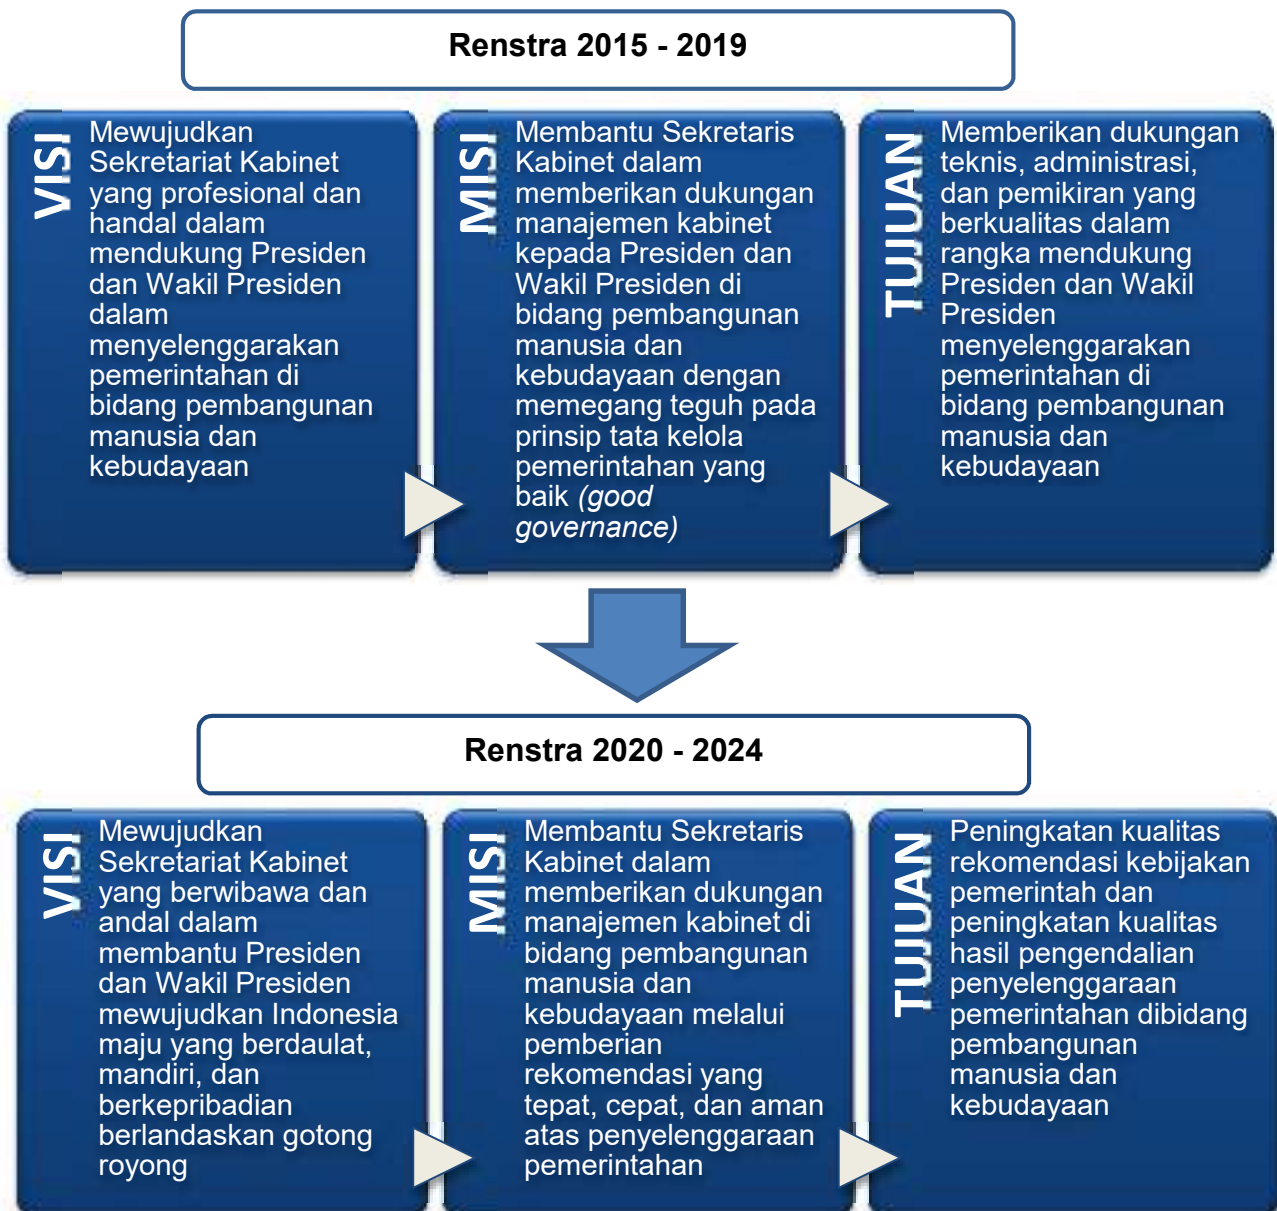 Renstra 2015 - 2019
VISI
Mewujudkan
Sekretariat Kabinet
yang profesional dan
handal dalam
mendukung Presiden
dan Wakil Presiden
dalam
menyelenggarakan
pemerintahan di
bidang pembangunan
manusia dan
kebudayaan
MISI
Membantu Sekretaris
Kabinet dalam
memberikan dukungan
manajemen kabinet
kepada Presiden dan
Wakil Presiden di
bidang pembangunan
manusia dan
kebudayaan dengan
memegang teguh pada
prinsip tata kelola
pemerintahan yang
baik (good
governance)
TUJUAN
Memberikan dukungan
teknis, administrasi,
dan pemikiran yang
berkualitas dalam
rangka mendukung
Presiden dan Wakil
Presiden
menyelenggarakan
pemerintahan di
bidang pembangunan
manusia dan
kebudayaan
Renstra 2020 - 2024
VISI
Mewujudkan
Sekretariat Kabinet
yang berwibawa dan
andal dalam
membantu Presiden
dan Wakil Presiden
mewujudkan Indonesia
maju yang berdaulat,
mandiri, dan
berkepribadian
berlandaskan gotong
royong
MISI
Membantu Sekretaris
Kabinet dalam
memberikan dukungan
manajemen kabinet di
bidang pembangunan
manusia dan
kebudayaan melalui
pemberian
rekomendasi yang
tepat, cepat, dan aman
atas penyelenggaraan
pemerintahan
TUJUAN
Peningkatan kualitas
rekomendasi kebijakan
pemerintah dan
peningkatan kualitas
hasil pengendalian
penyelenggaraan
pemerintahan dibidang
pembangunan
manusia dan
kebudayaan